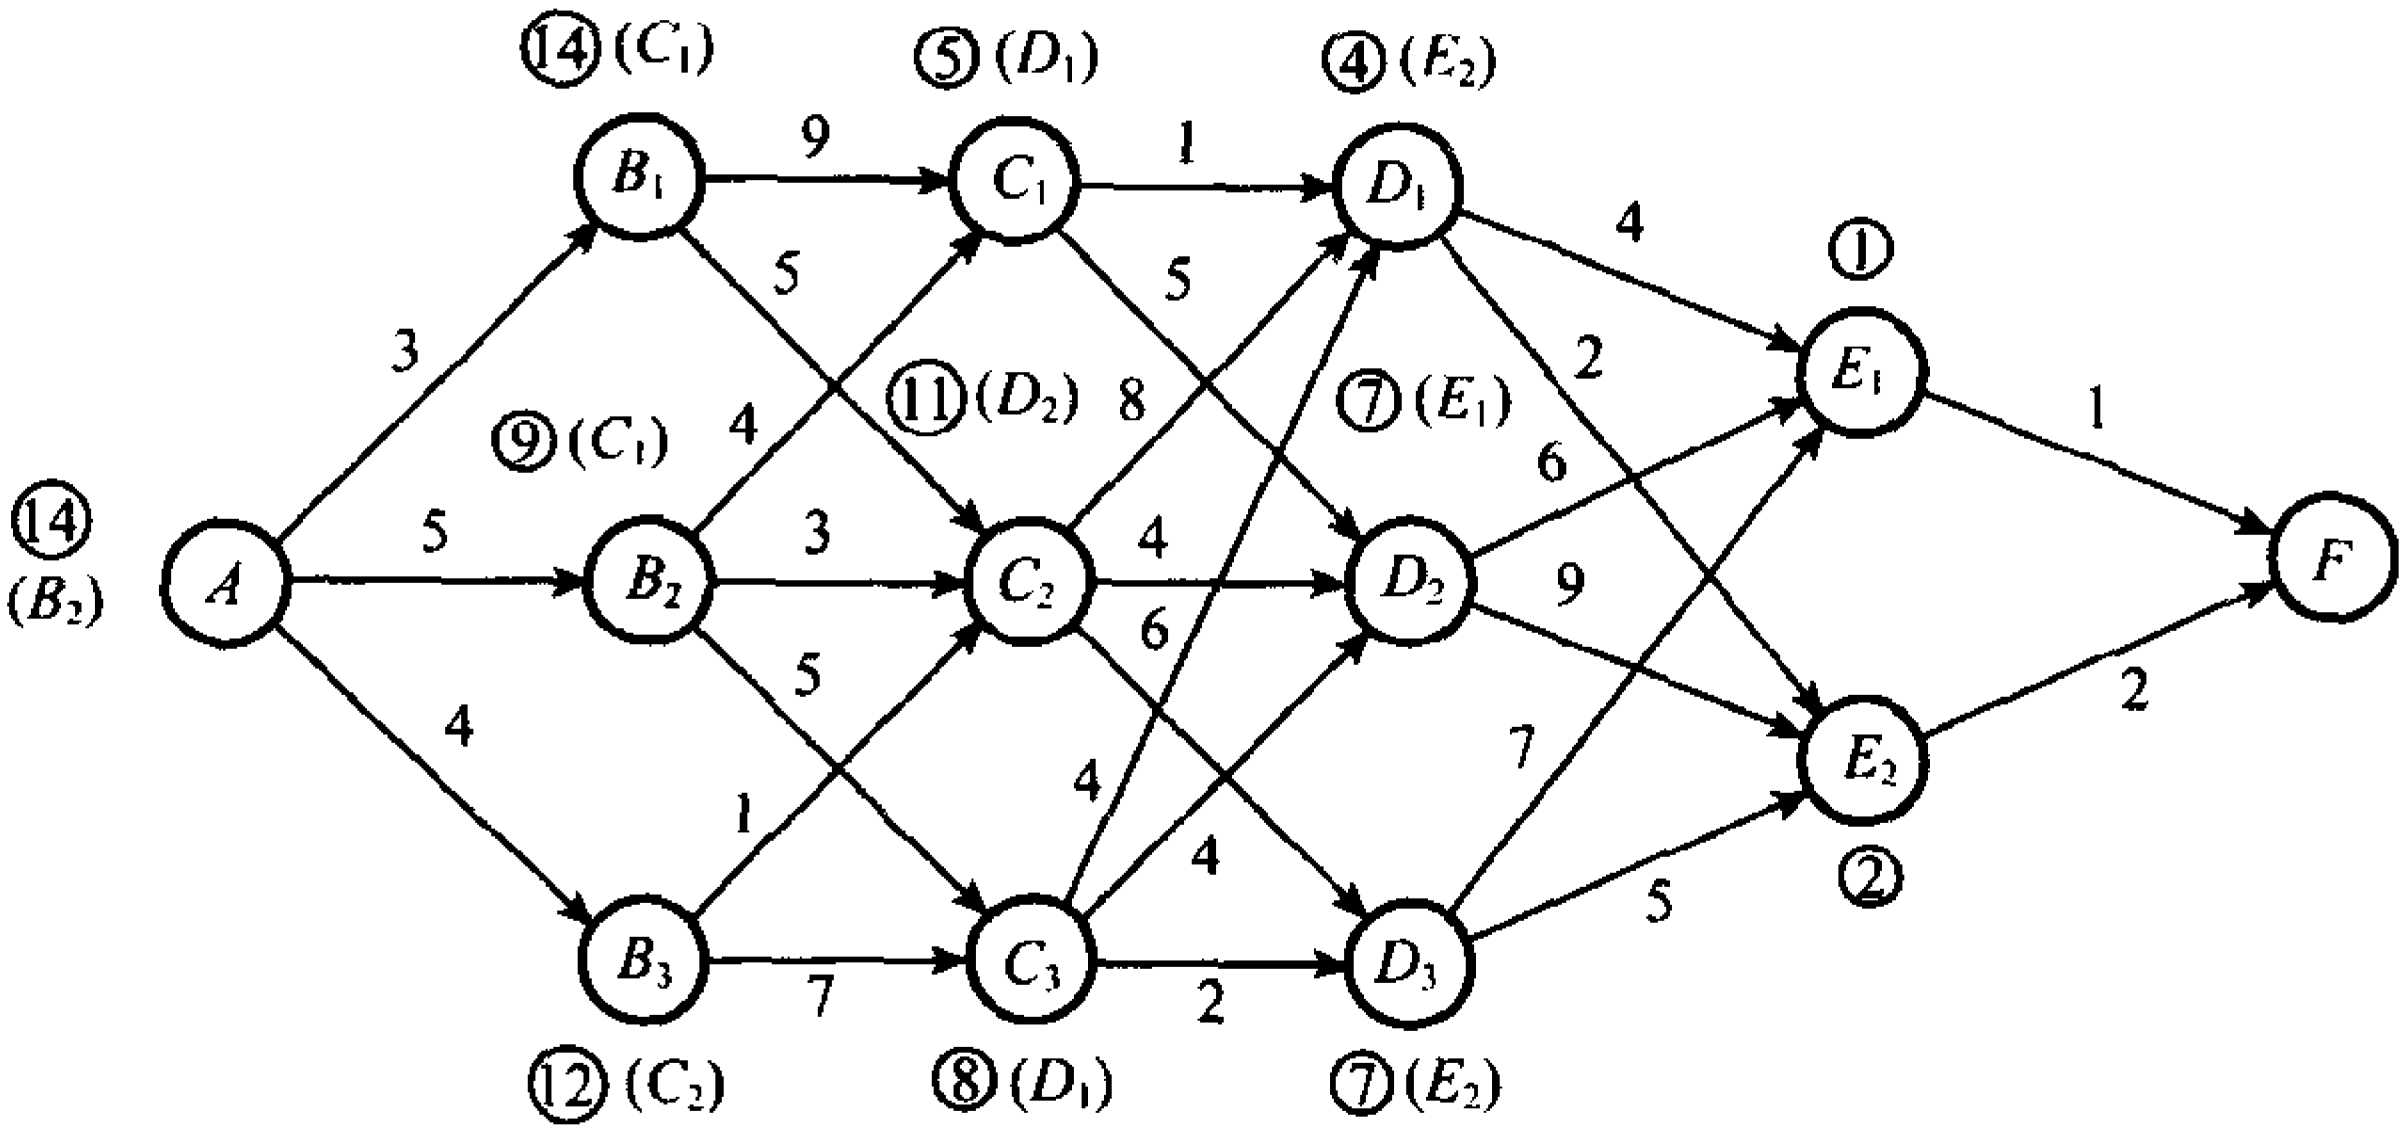 ⑭ (C₁) ⑤ (D₁) ④ (E₂)
9 1
B₁ C₁ D₁
4
①
5 5
3 2
E₁
⑪ (D₂) 8 ⑦ (E₁)
1
4
⑨ (C₁)
6
⑭ 5 3 4
A B₂ C₂ D₂ F
9
(B₂)
6
5
2
4
7
E₂
4
1
4
②
5
B₃ C₃ D₃
7 2
⑫ (C₂) ⑧ (D₁) ⑦ (E₂)